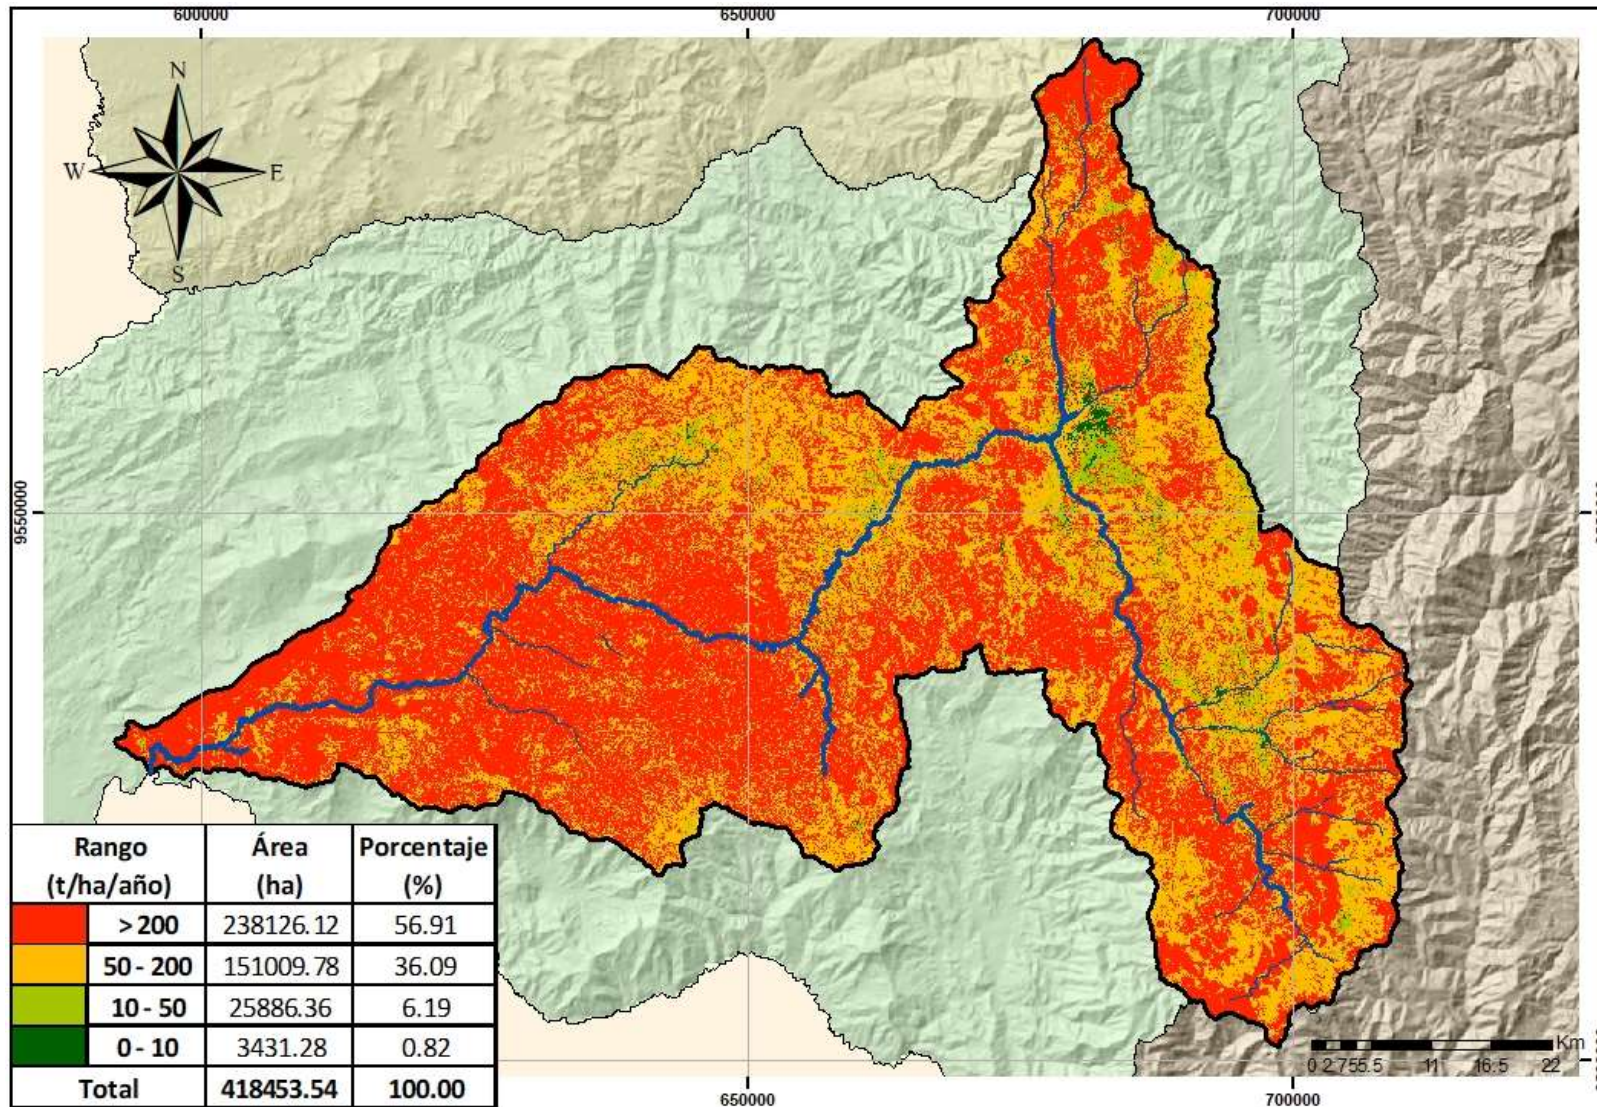 600000 650000 700000
N
W E
S
9550000
Rango Área Porcentaje
(t/ha/año) (ha) (%)
> 200 238126.12 56.91
50 - 200 151009.78 36.09
10 - 50 25886.36 6.19
0 - 10 3431.28 0.82
Total 418453.54 100.00
Km
0 2.755.5 11 16.5 22
650000 700000